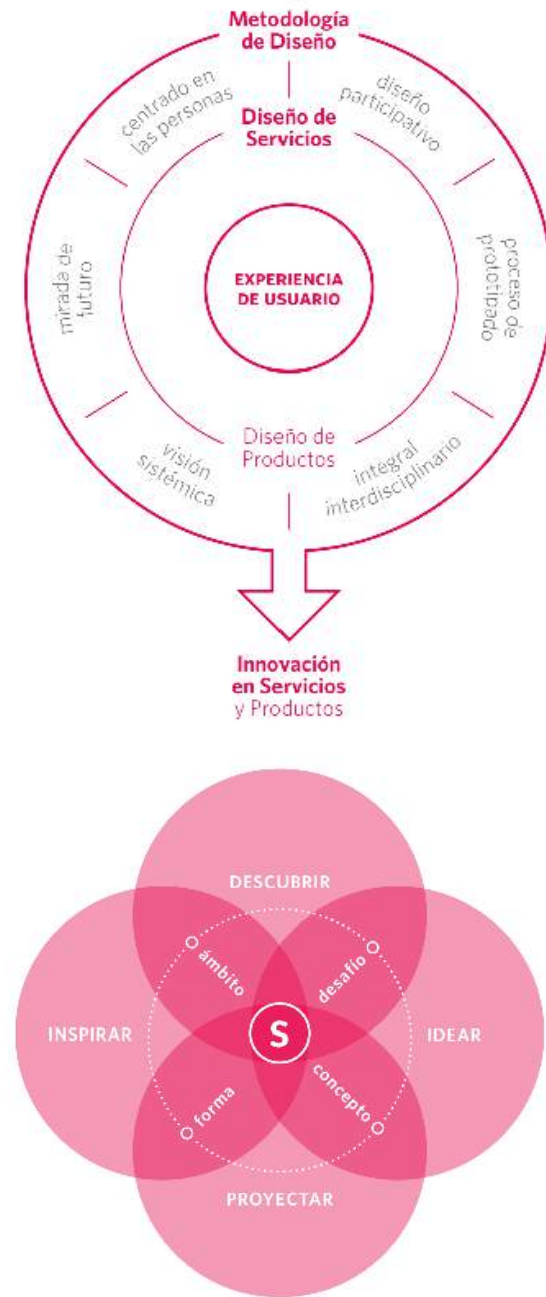 Metodología
de Diseño
centrado en
las personas
Diseño de
Servicios
diseño
participativo
mirada de
futuro
EXPERIENCIA
DE USUARIO
proceso de
prototipado
visión
sistémica
Diseño de
Productos
integral
interdisciplinario
Innovación
en Servicios
y Productos
DESCUBRIR
ámbito
desafío
INSPIRAR
S
IDEAR
forma
concepto
PROYECTAR